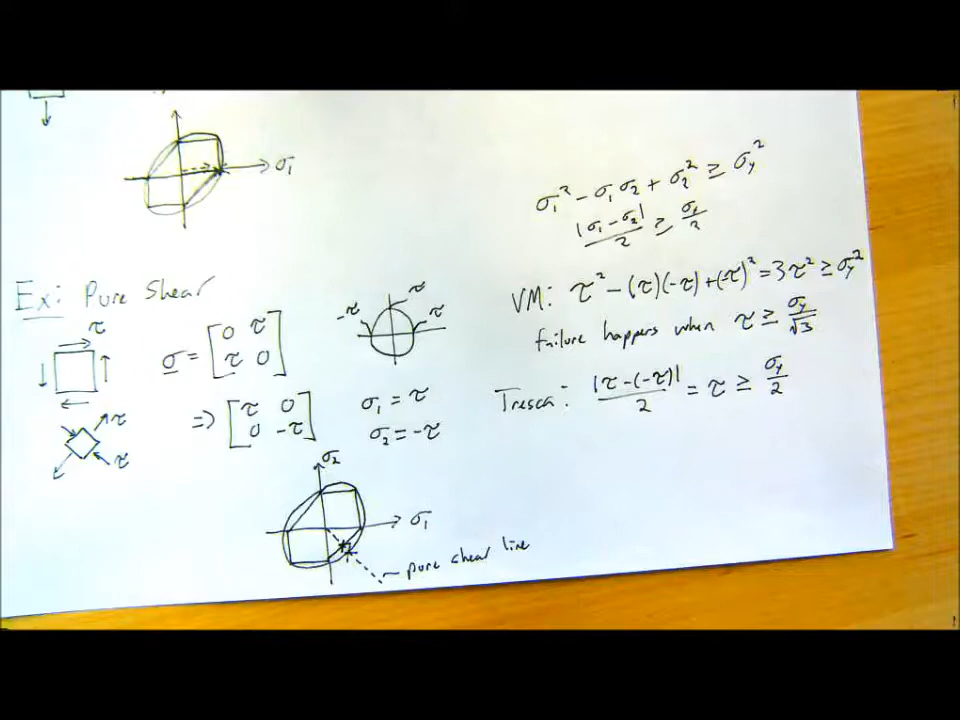 σ₁
Ex: Pure Shear
τ
σ = [0 τ; τ 0]
-τ τ τ
τ
τ
=> [τ 0; 0 -τ]
σ₁ = τ
σ₂ = -τ
σ₂
σ₁
pure shear line
σ₁² - σ₁σ₂ + σ₂² ≥ σy²
|σ₁ - σ₂|/2 ≥ σy/2
VM: τ² - (τ)(-τ) + (-τ)² = 3τ² ≥ σy²
failure happens when τ ≥ σy/√3
Tresca: |τ - (-τ)|/2 = τ ≥ σy/2